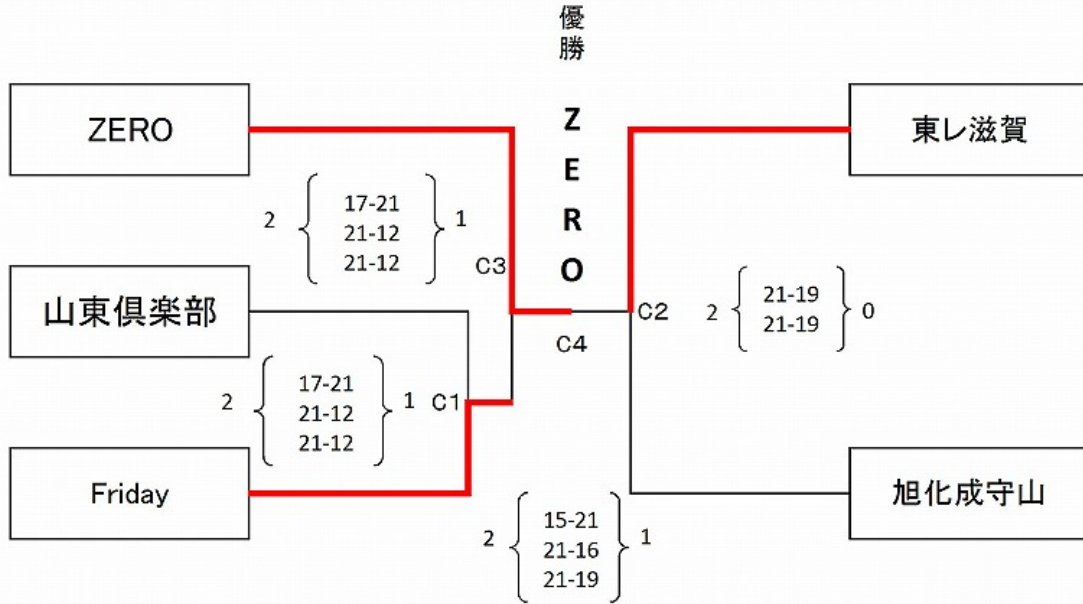 優勝
ZERO
ZERO
東レ滋賀
2 { 17-21 } 1
21-12
21-12
C3
山東倶楽部
C2
2 { 21-19 } 0
21-19
C4
2 { 17-21 } 1
21-12
21-12
C1
Friday
旭化成守山
2 { 15-21 } 1
21-16
21-19